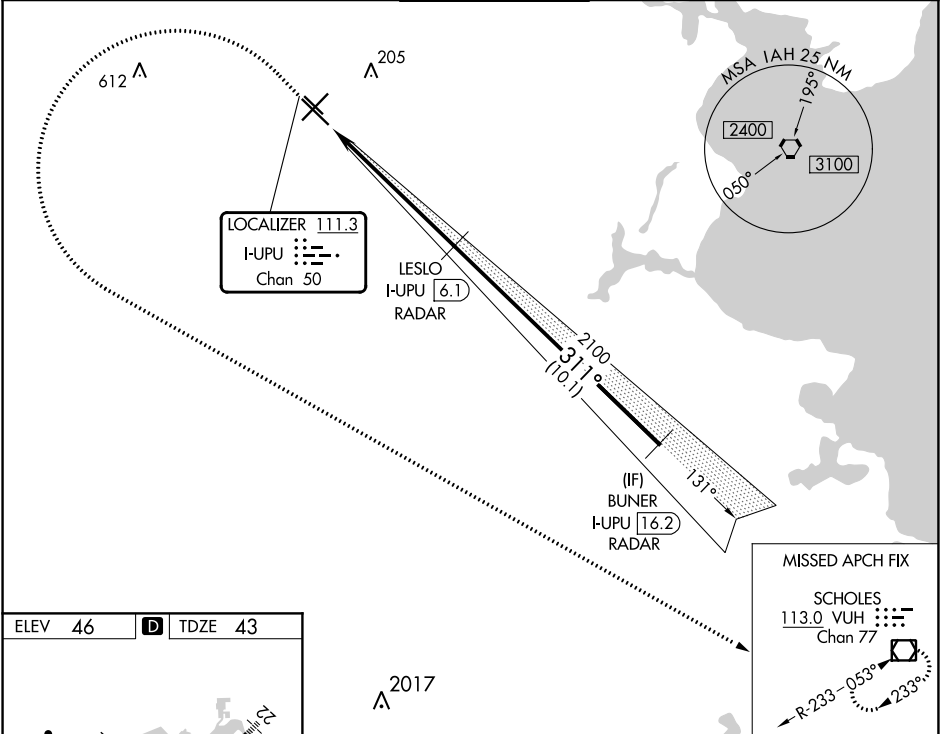 612
205
MSA IAH 25 NM
195°
2400
3100
050°
LOCALIZER 111.3
I-UPU
Chan 50
LESLO
I-UPU 6.1
RADAR
2100
311°
(10.1)
131°
(IF)
BUNER
I-UPU 16.2
RADAR
MISSED APCH FIX
SCHOLES
113.0 VUH
Chan 77
R-233
053°
233°
ELEV 46 D TDZE 43
22
2017